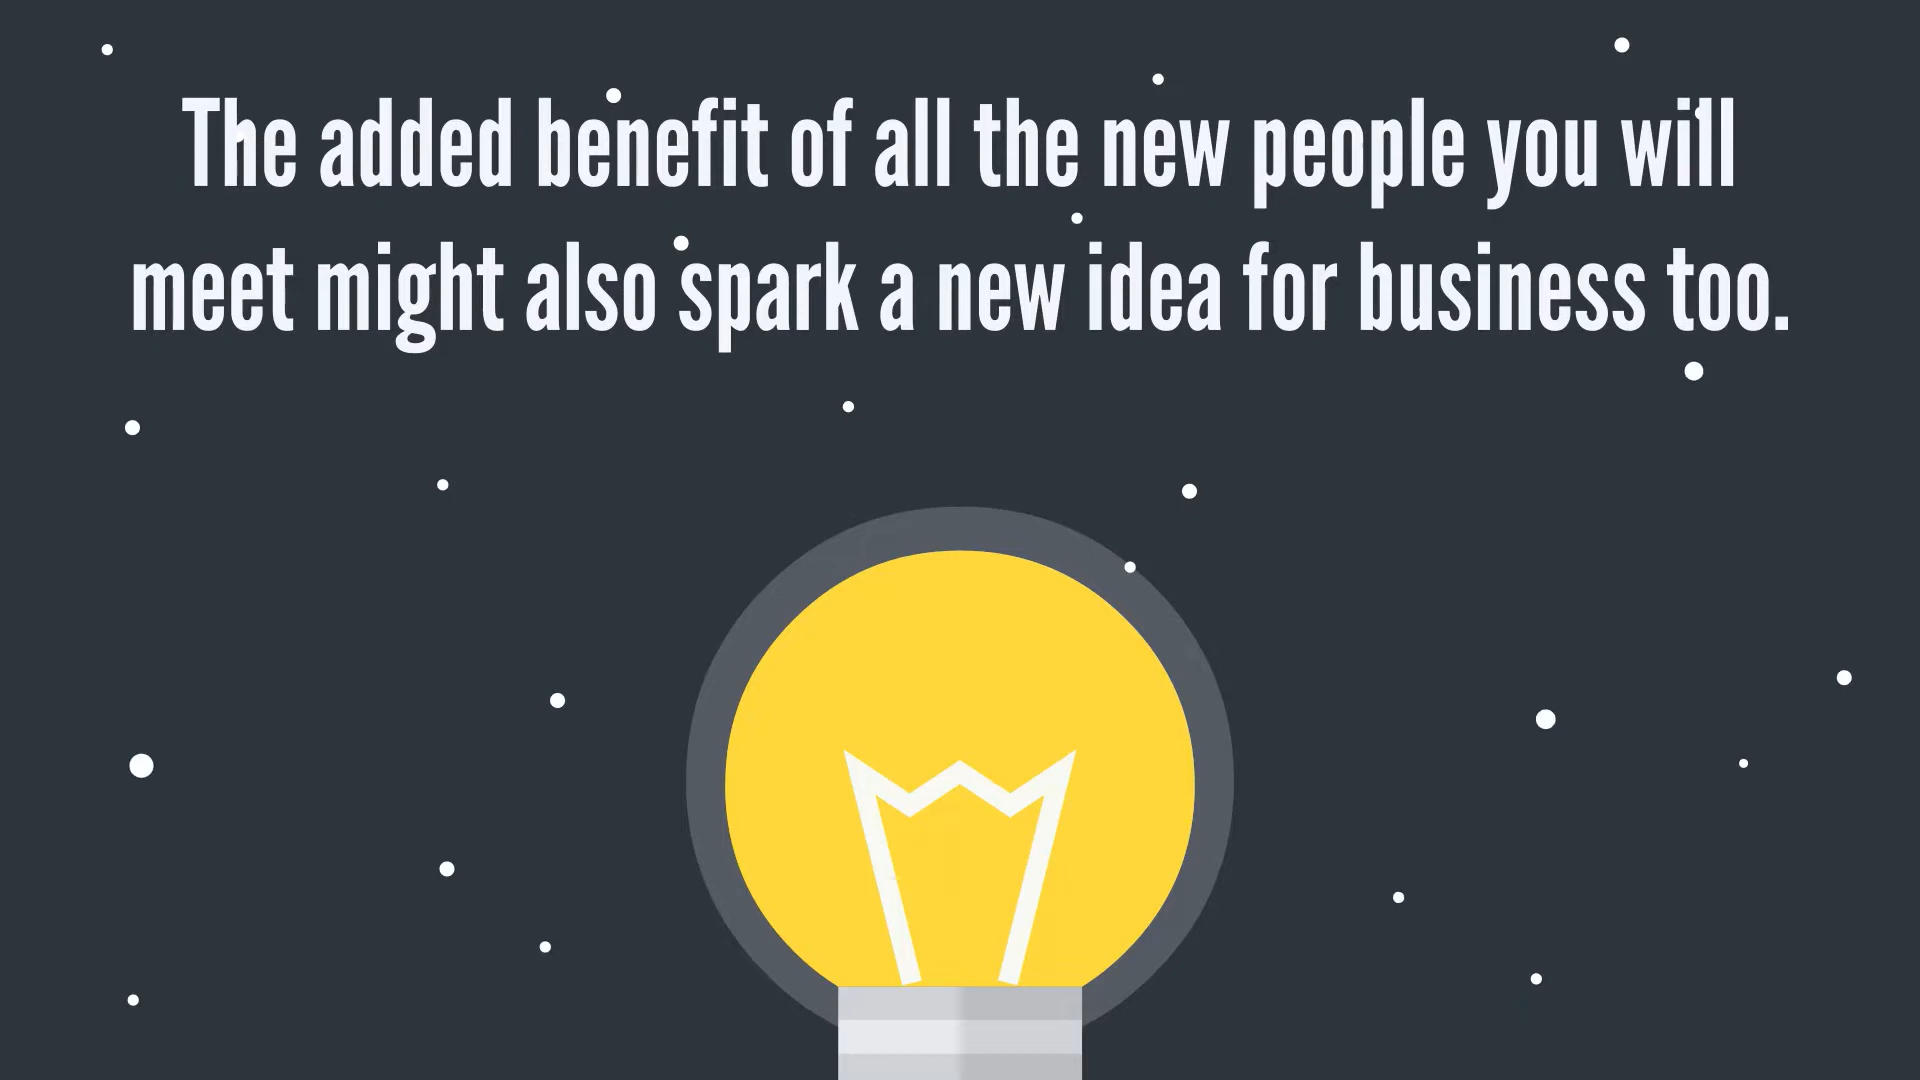 The added benefit of all the new people you will
meet might also spark a new idea for business too.